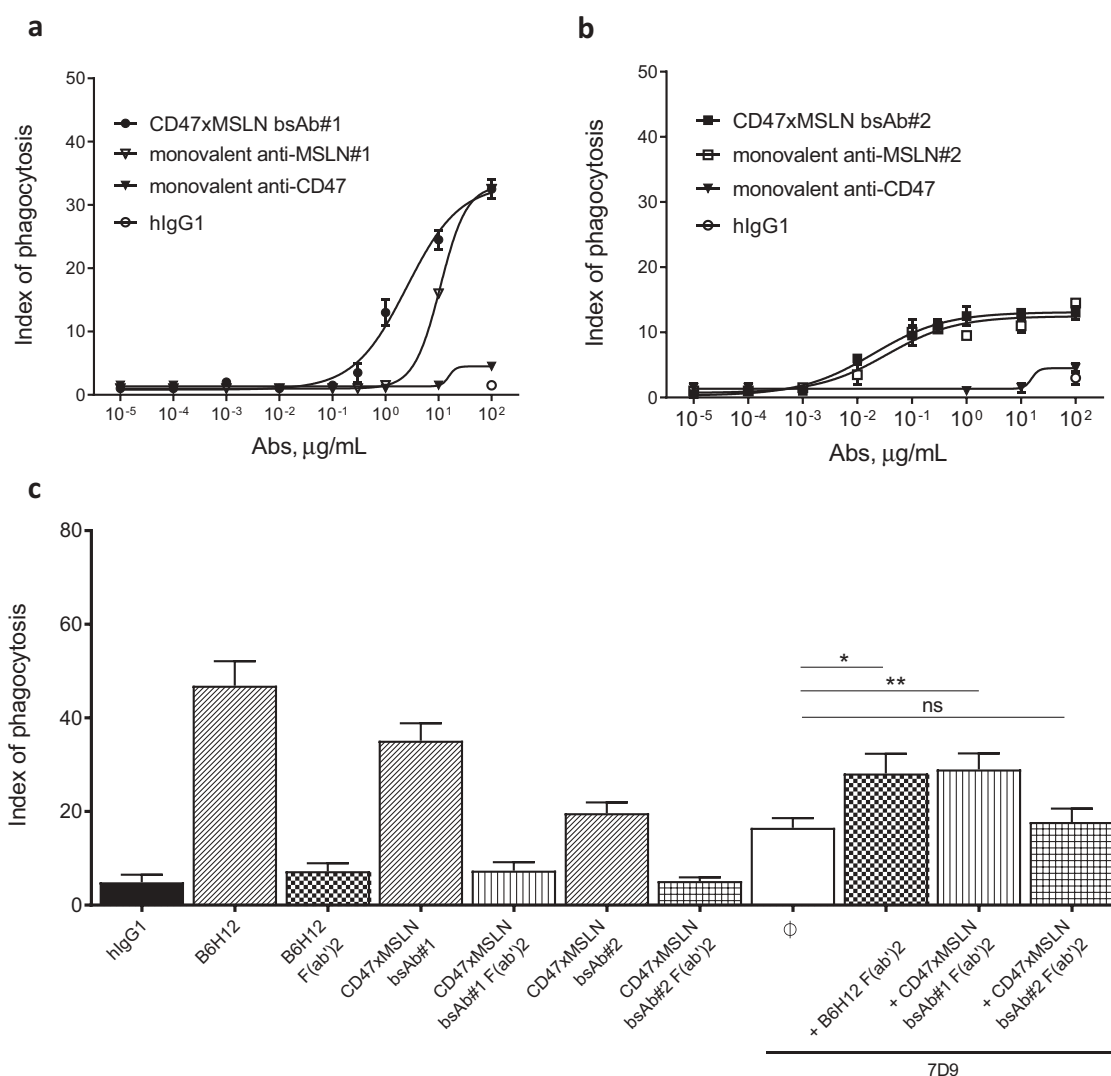 a
50
40
30
20
10
0
Index of phagocytosis
CD47xMSLN bsAb#1
monovalent anti-MSLN#1
monovalent anti-CD47
hIgG1
10-5 10-4 10-3 10-2 10-1 100 101 102
Abs, μg/mL
b
50
40
30
20
10
0
Index of phagocytosis
CD47xMSLN bsAb#2
monovalent anti-MSLN#2
monovalent anti-CD47
hIgG1
10-5 10-4 10-3 10-2 10-1 100 101 102
Abs, μg/mL
c
80
60
40
20
0
Index of phagocytosis
*
**
ns
hIgG1
B6H12
B6H12
F(ab')2
CD47xMSLN
bsAb#1
CD47xMSLN
bsAb#1 F(ab')2
CD47xMSLN
bsAb#2
CD47xMSLN
bsAb#2 F(ab')2
ϕ
+ B6H12 F(ab')2
+ CD47xMSLN
bsAb#1 F(ab')2
+ CD47xMSLN
bsAb#2 F(ab')2
7D9